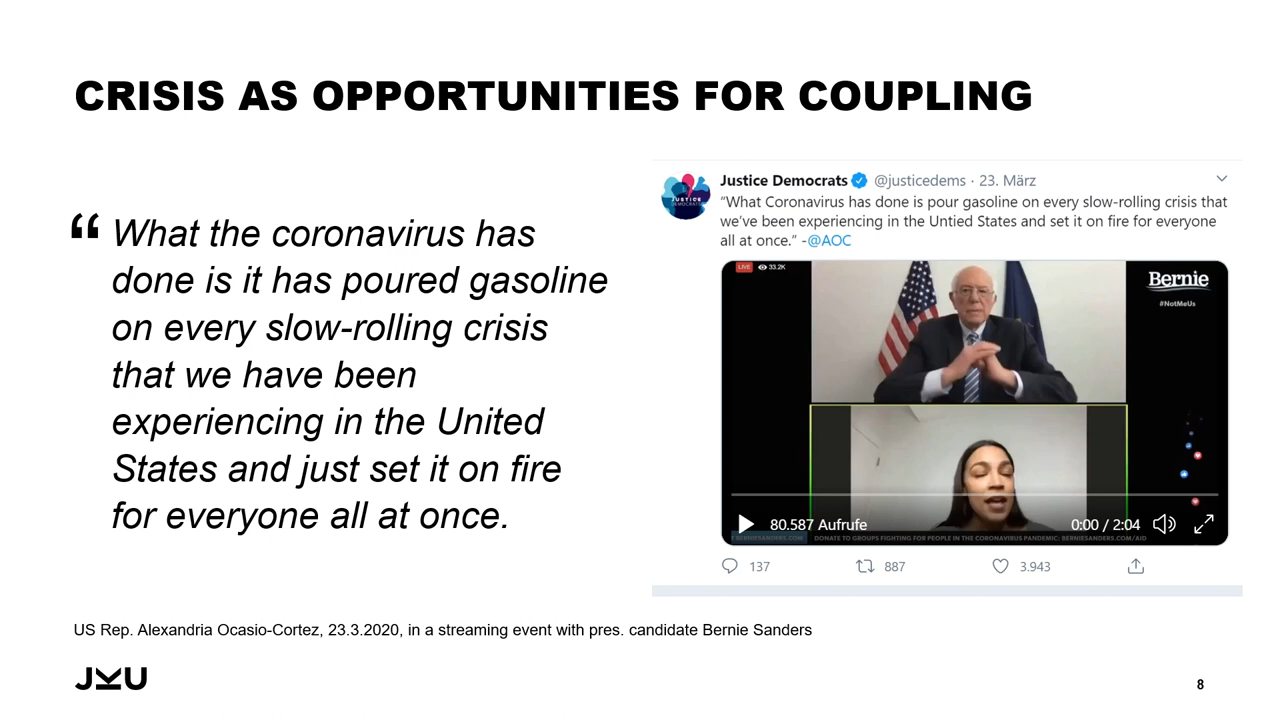 CRISIS AS OPPORTUNITIES FOR COUPLING
“ What the coronavirus has
done is it has poured gasoline
on every slow-rolling crisis
that we have been
experiencing in the United
States and just set it on fire
for everyone all at once.
Justice Democrats @justicedems · 23. März
“What Coronavirus has done is pour gasoline on every slow-rolling crisis that
we’ve been experiencing in the Untied States and set it on fire for everyone
all at once.” -@AOC
JUSTICE
DEMOCRATS
LIVE 33.2K
Bernie
#NotMeUs
80.587 Aufrufe
0:00 / 2:04
BERNIESANDERS.COM DONATE TO GROUPS FIGHTING FOR PEOPLE IN THE CORONAVIRUS PANDEMIC: BERNIESANDERS.COM/AID
137 887 3.943
US Rep. Alexandria Ocasio-Cortez, 23.3.2020, in a streaming event with pres. candidate Bernie Sanders
JKU
8